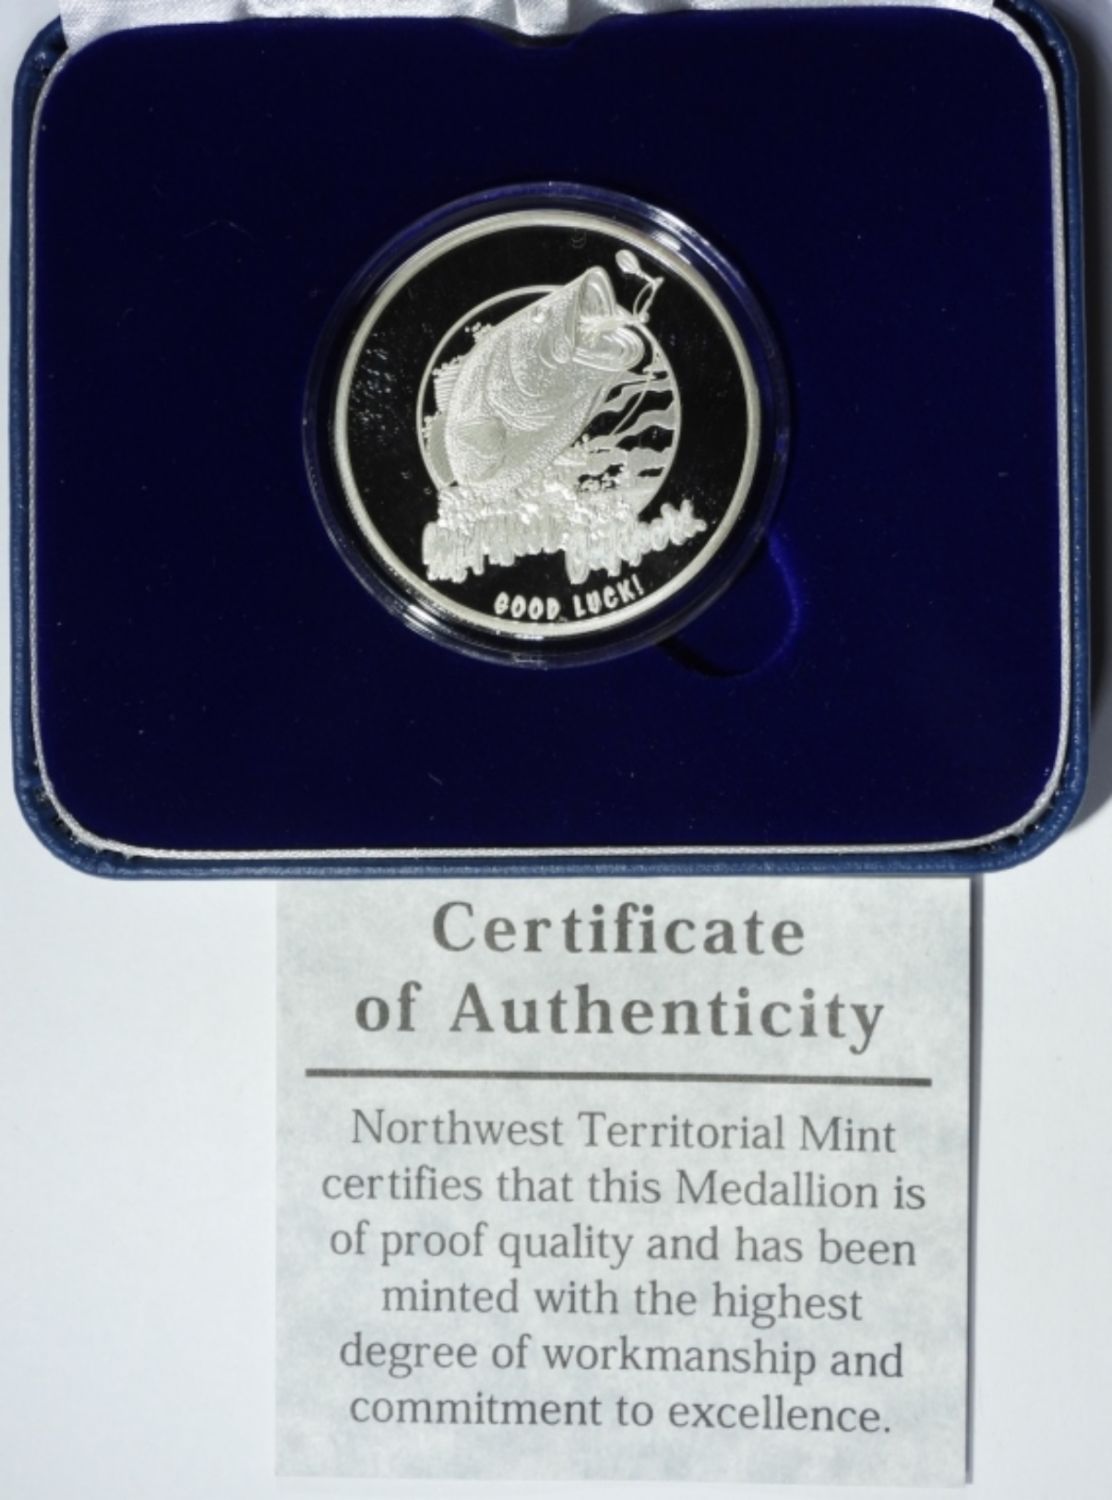 GOOD LUCK!
Certificate
of Authenticity
Northwest Territorial Mint
certifies that this Medallion is
of proof quality and has been
minted with the highest
degree of workmanship and
commitment to excellence.